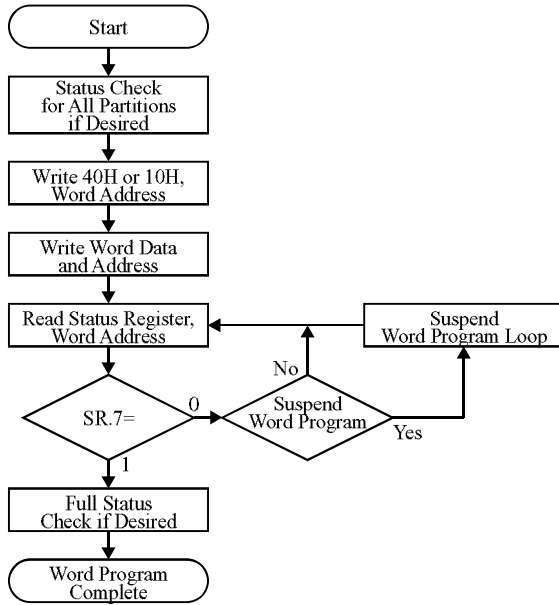 Start
Status Check
for All Partitions
if Desired
Write 40H or 10H,
Word Address
Write Word Data
and Address
Read Status Register,
Word Address
Suspend
Word Program Loop
No
SR.7=
0
Suspend
Word Program
Yes
1
Full Status
Check if Desired
Word Program
Complete